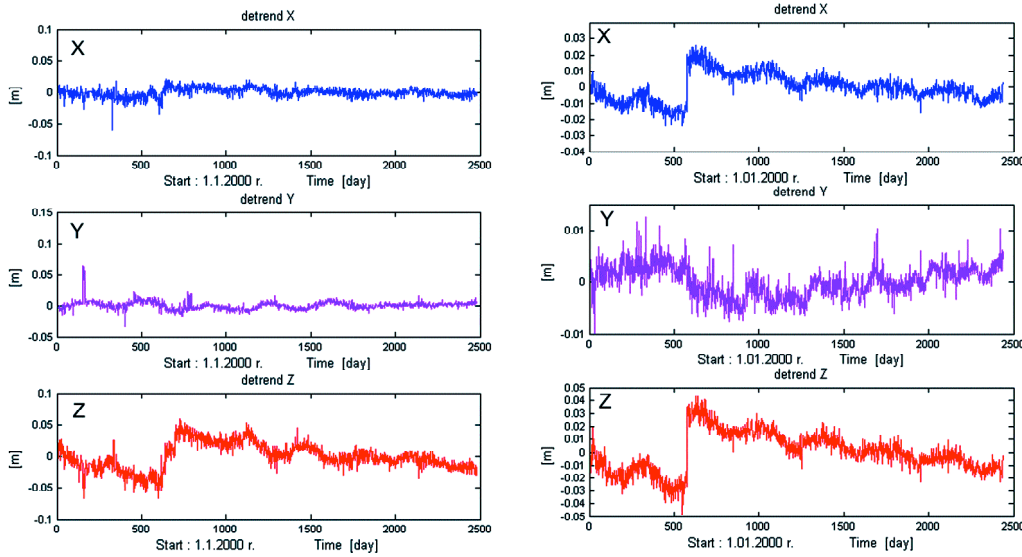 detrend X
0.1
X
0.05
[m]
0
-0.05
-0.1
0 500 1000 1500 2000 2500
Start : 1.1.2000 r. Time [day]
detrend Y
0.15
Y
0.1
0.05
[m]
0
-0.05
0 500 1000 1500 2000 2500
Start : 1.1.2000 r. Time [day]
detrend Z
0.1
Z
0.05
[m]
0
-0.05
-0.1
0 500 1000 1500 2000 2500
Start : 1.1.2000 r. Time [day]
detrend X
X
0.03
0.02
0.01
[m]
0
-0.01
-0.02
-0.03
-0.04
0 500 1000 1500 2000 2500
Start : 1.01.2000 r. Time [day]
detrend Y
Y
0.01
[m]
0
-0.01
0 500 1000 1500 2000 2500
Start : 1.01.2000 r. Time [day]
detrend Z
0.05
Z
0.04
0.03
0.02
0.01
[m]
0
-0.01
-0.02
-0.03
-0.04
-0.05
0 500 1000 1500 2000 2500
Start : 1.01.2000 r. Time [day]